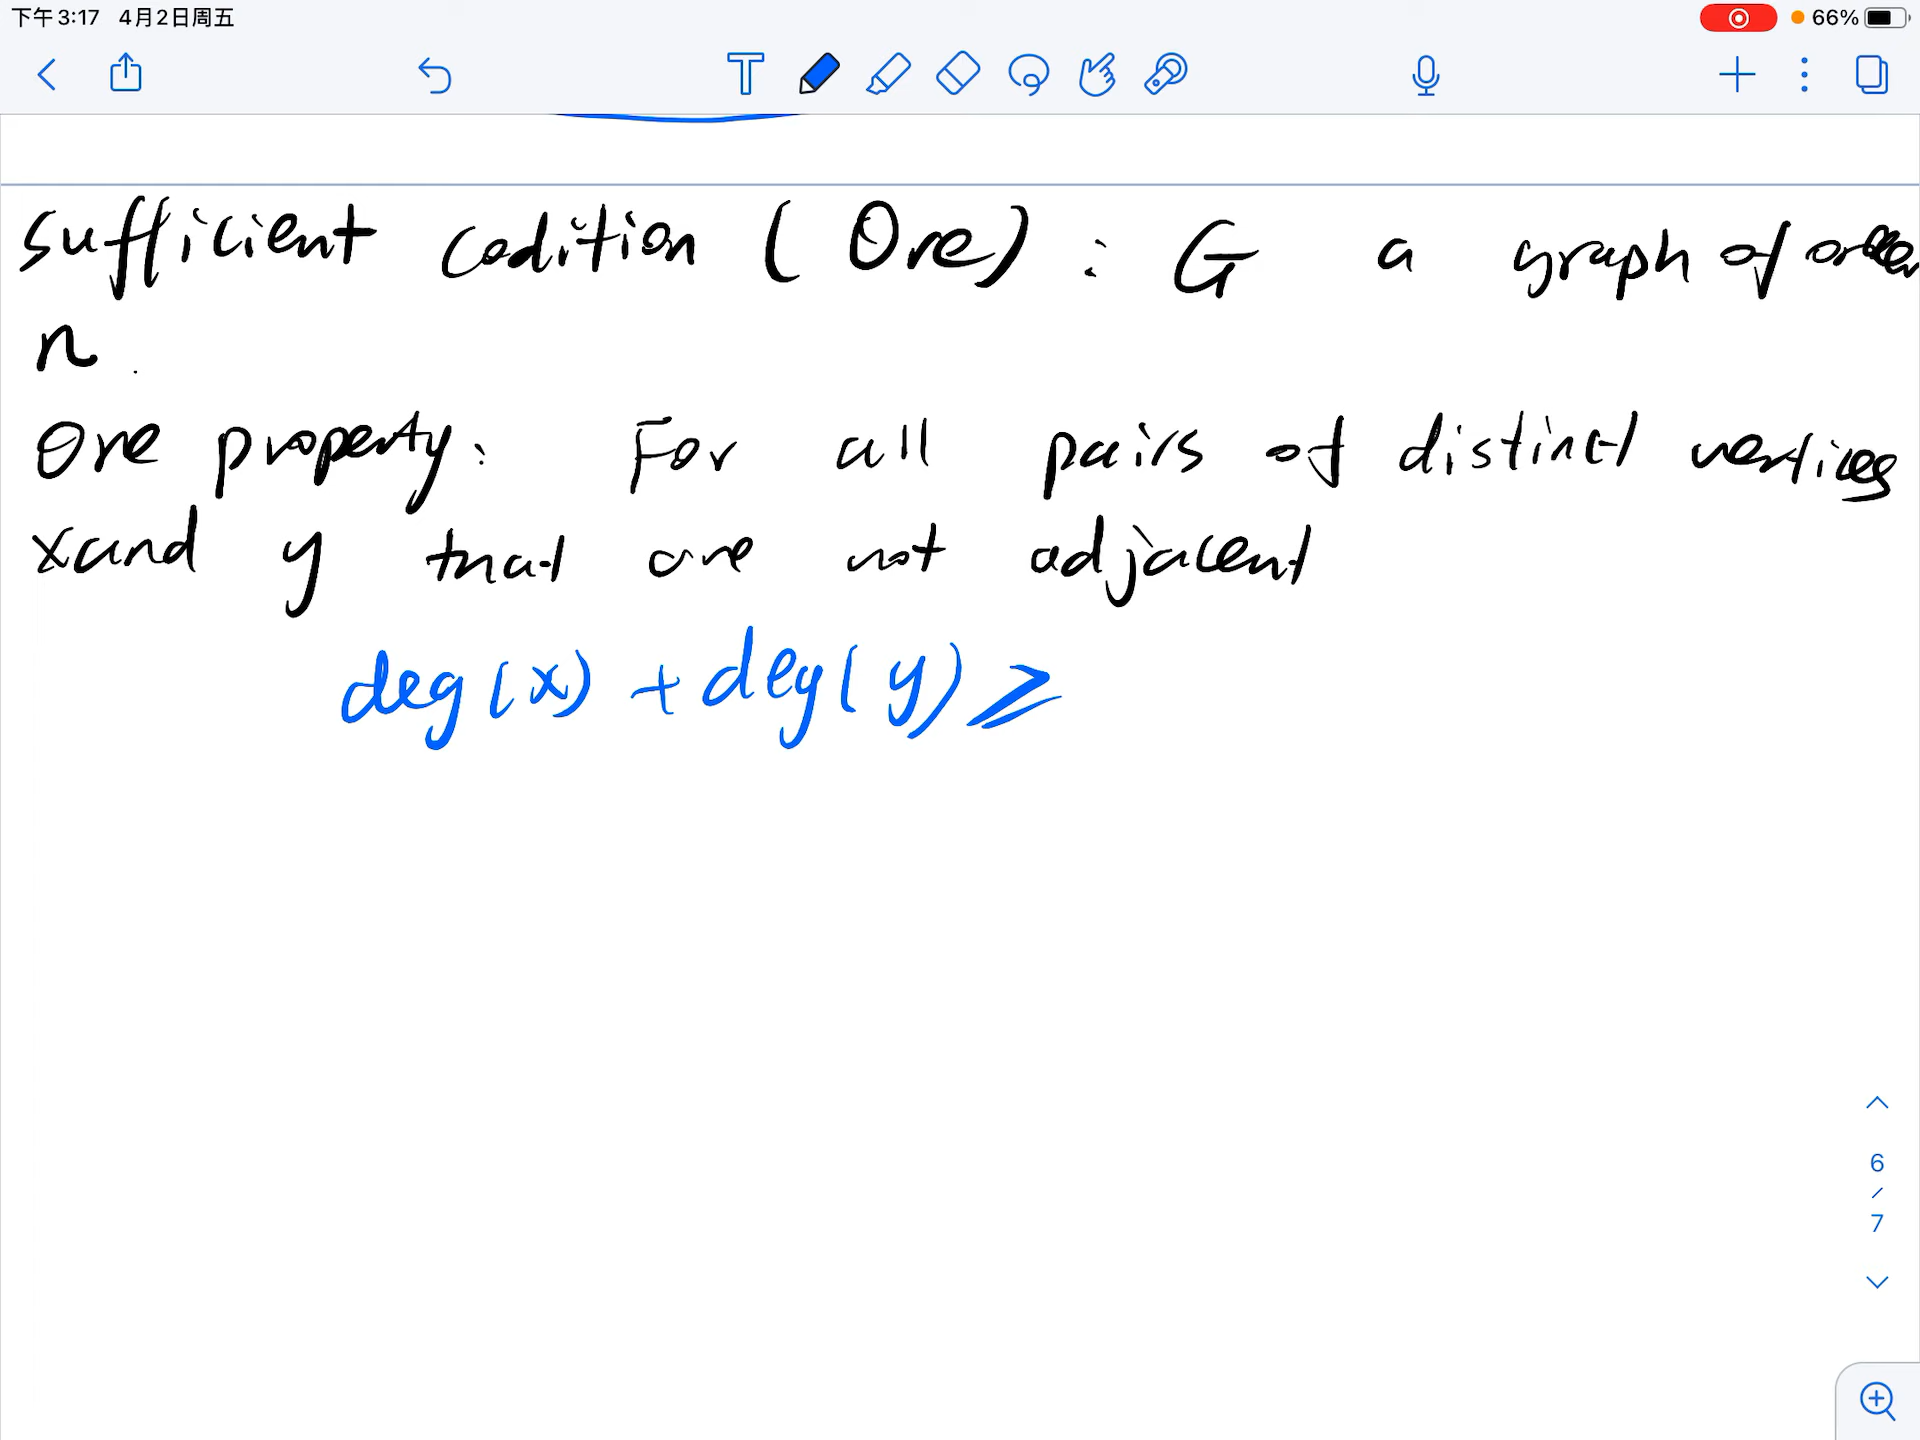 下午3:17 4月2日周五
66%
T
Sufficient Codition (Ore) : G a graph of order
n.
Ore property: For all pairs of distinct vertices
x and y that are not adjacent
deg(x) + deg(y) ≥
6
/
7